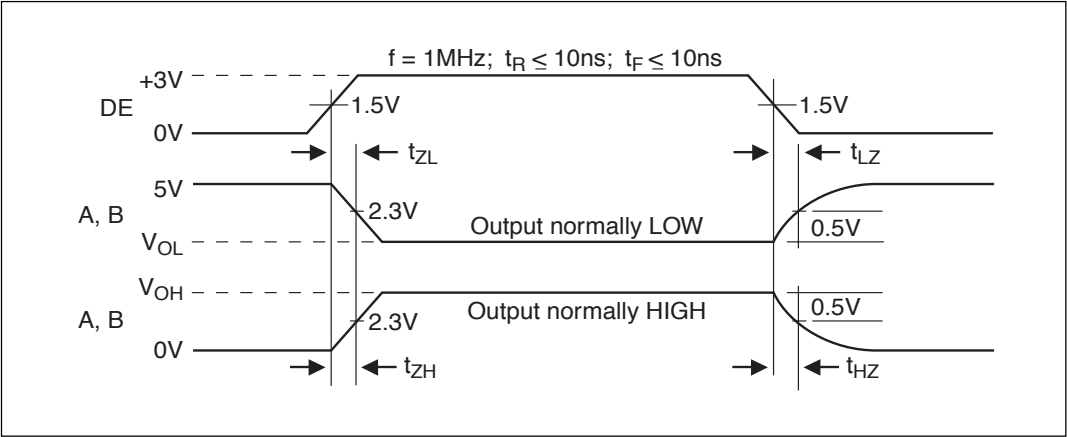 f = 1MHz; tR ≤ 10ns; tF ≤ 10ns
+3V
DE
1.5V
1.5V
0V
tZL
tLZ
5V
A, B
2.3V
Output normally LOW
0.5V
VOL
VOH
0.5V
A, B
2.3V
Output normally HIGH
0V
tZH
tHZ